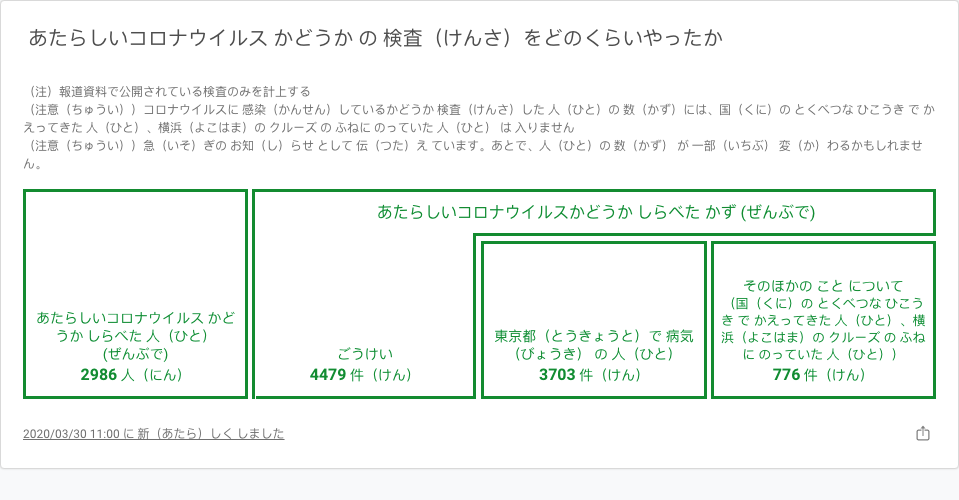 あたらしいコロナウイルス かどうか の 検査（けんさ）をどのくらいやったか
（注）報道資料で公開されている検査のみを計上する
（注意（ちゅうい））コロナウイルスに 感染（かんせん）しているかどうか 検査（けんさ）した 人（ひと）の 数（かず）には、国（くに）の とくべつな ひこうき で か
えってきた 人（ひと）、横浜（よこはま）の クルーズ の ふねに のっていた 人（ひと） は 入りません
（注意（ちゅうい））急（いそ）ぎの お知（し）らせ として 伝（つた）え ています。あとで、人（ひと）の 数（かず） が 一部（いちぶ） 変（か）わるかもしれませ
ん。
あたらしいコロナウイルスかどうか しらべた かず (ぜんぶで)
あたらしいコロナウイルス かど
うか しらべた 人（ひと）
(ぜんぶで)
2986 人（にん）
ごうけい
4479 件（けん）
東京都（とうきょうと）で 病気
（びょうき） の 人（ひと）
3703 件（けん）
そのほかの こと について
（国（くに）の とくべつな ひこう
き で かえってきた 人（ひと）、横
浜（よこはま）の クルーズ の ふね
に のっていた 人（ひと））
776 件（けん）
2020/03/30 11:00 に 新（あたら）しく しました